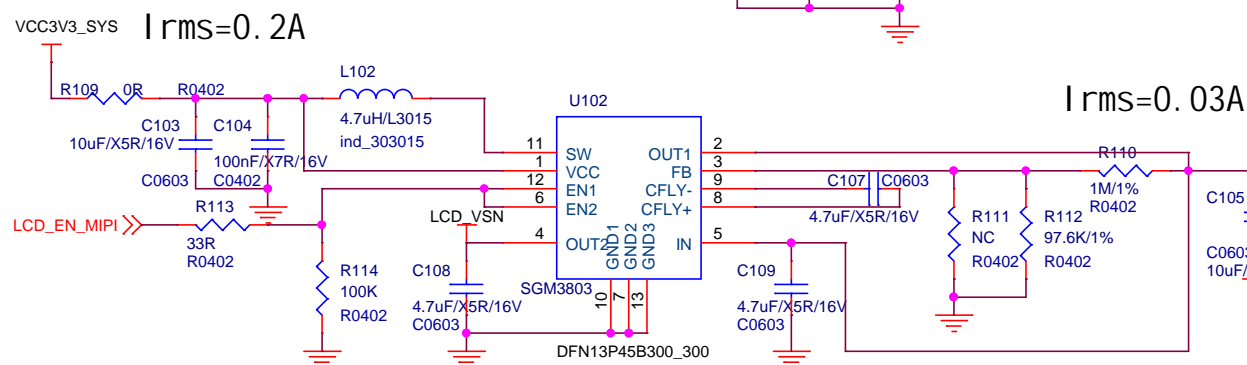 VCC3V3_SYS
Irms=0.2A
R109
0R
R0402
L102
4.7uH/L3015
ind_303015
C103
10uF/X5R/16V
C0603
C104
100nF/X7R/16V
C0402
LCD_EN_MIPI
R113
33R
R0402
R114
100K
R0402
LCD_VSN
C108
4.7uF/X5R/16V
C0603
U102
11
1
12
6
4
SW
VCC
EN1
EN2
OUT2
OUT1
FB
CFLY-
CFLY+
IN
2
3
9
8
5
GND1
GND2
GND3
10
7
13
SGM3803
DFN13P45B300_300
C107
C0603
4.7uF/X5R/16V
C109
4.7uF/X5R/16V
C0603
R111
NC
R0402
R112
97.6K/1%
R0402
Irms=0.03A
R110
1M/1%
R0402
C105
C0603
10uF/